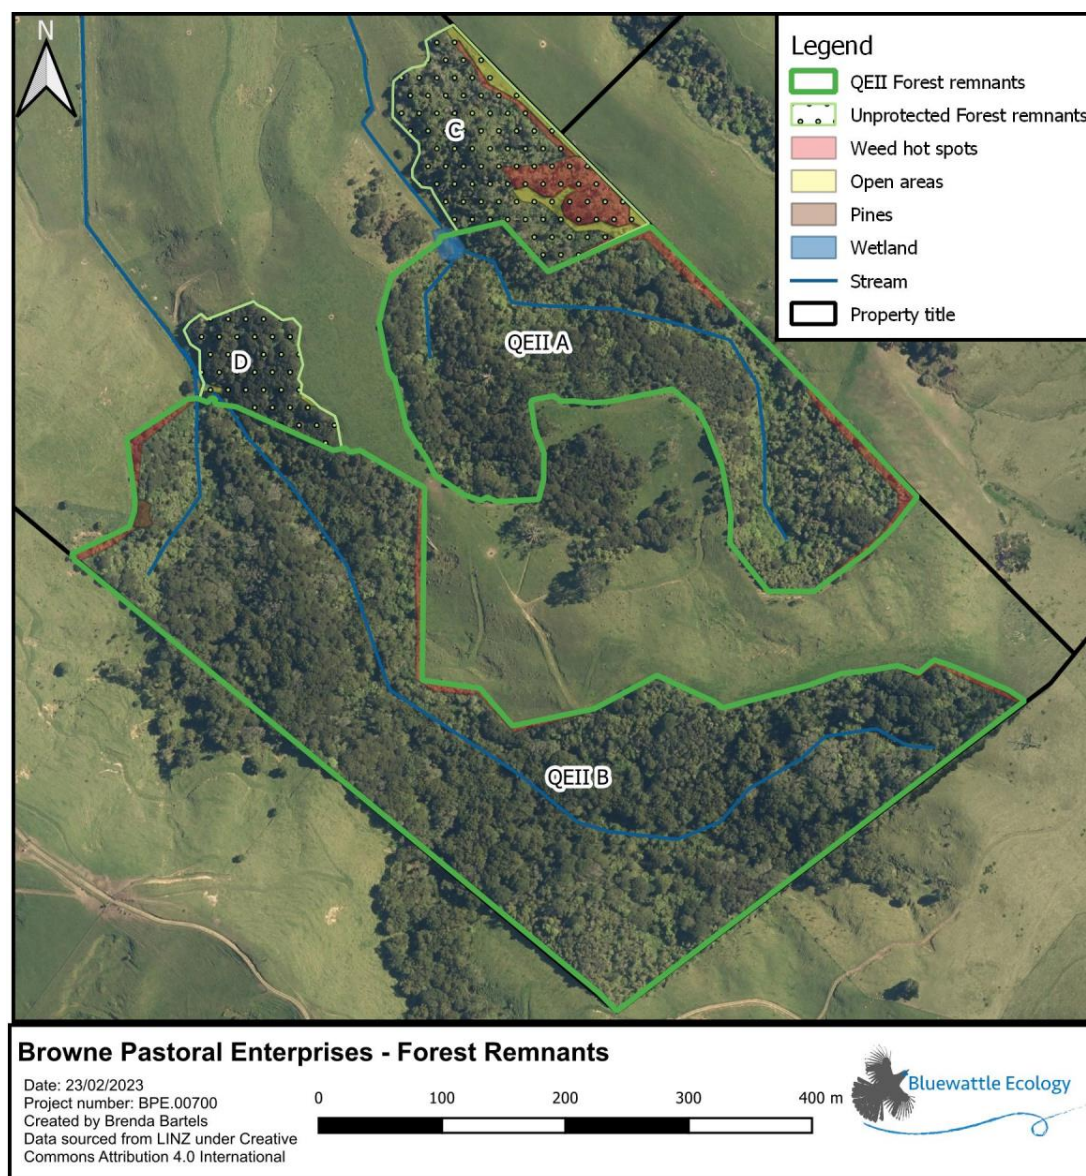 N
Legend
QEII Forest remnants
Unprotected Forest remnants
Weed hot spots
Open areas
Pines
Wetland
Stream
Property title
C
D
QEII A
QEII B
Browne Pastoral Enterprises - Forest Remnants
Date: 23/02/2023
Project number: BPE.00700
Created by Brenda Bartels
Data sourced from LINZ under Creative
Commons Attribution 4.0 International
0 100 200 300 400 m
Bluewattle Ecology